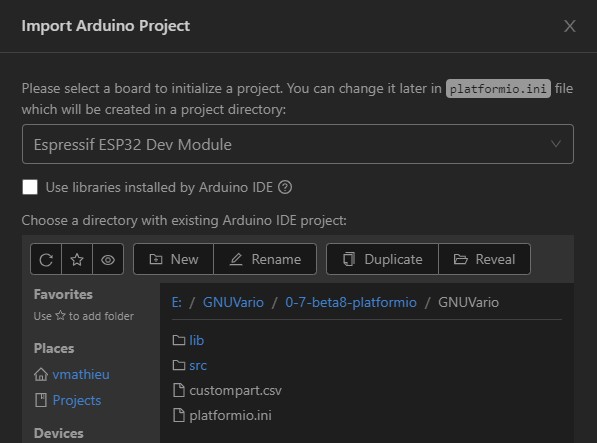 Import Arduino Project
Please select a board to initialize a project. You can change it later in platformio.ini file
which will be created in a project directory:
Espressif ESP32 Dev Module
Use libraries installed by Arduino IDE
Choose a directory with existing Arduino IDE project:
New Rename Duplicate Reveal
Favorites
Use ☆ to add folder
Places
vmathieu
Projects
Devices
E: / GNUVario / 0-7-beta8-platformio / GNUVario
lib
src
custompart.csv
platformio.ini